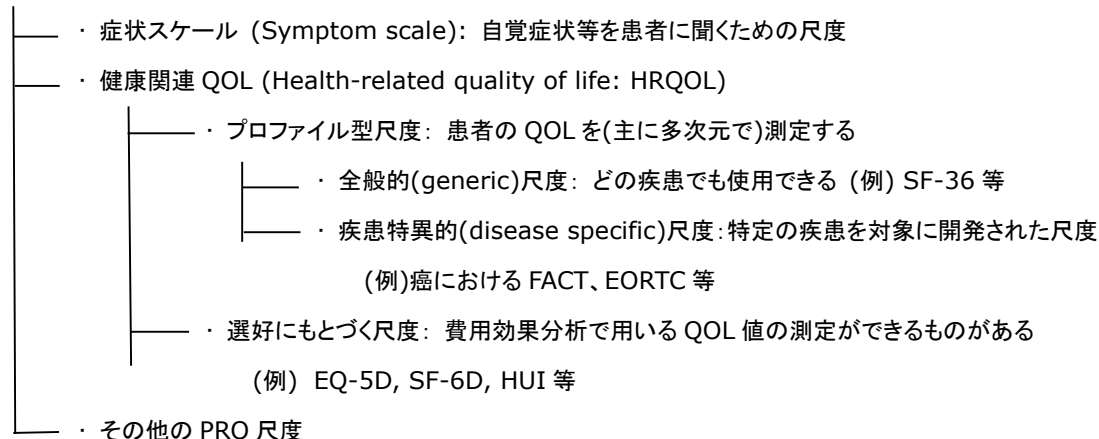 ・症状スケール (Symptom scale): 自覚症状等を患者に聞くための尺度
・健康関連 QOL (Health-related quality of life: HRQOL)
・プロファイル型尺度: 患者の QOL を(主に多次元で)測定する
・全般的(generic)尺度: どの疾患でも使用できる (例) SF-36 等
・疾患特異的(disease specific)尺度:特定の疾患を対象に開発された尺度
(例)癌における FACT、EORTC 等
・選好にもとづく尺度: 費用効果分析で用いる QOL 値の測定ができるものがある
(例) EQ-5D, SF-6D, HUI 等
・その他の PRO 尺度